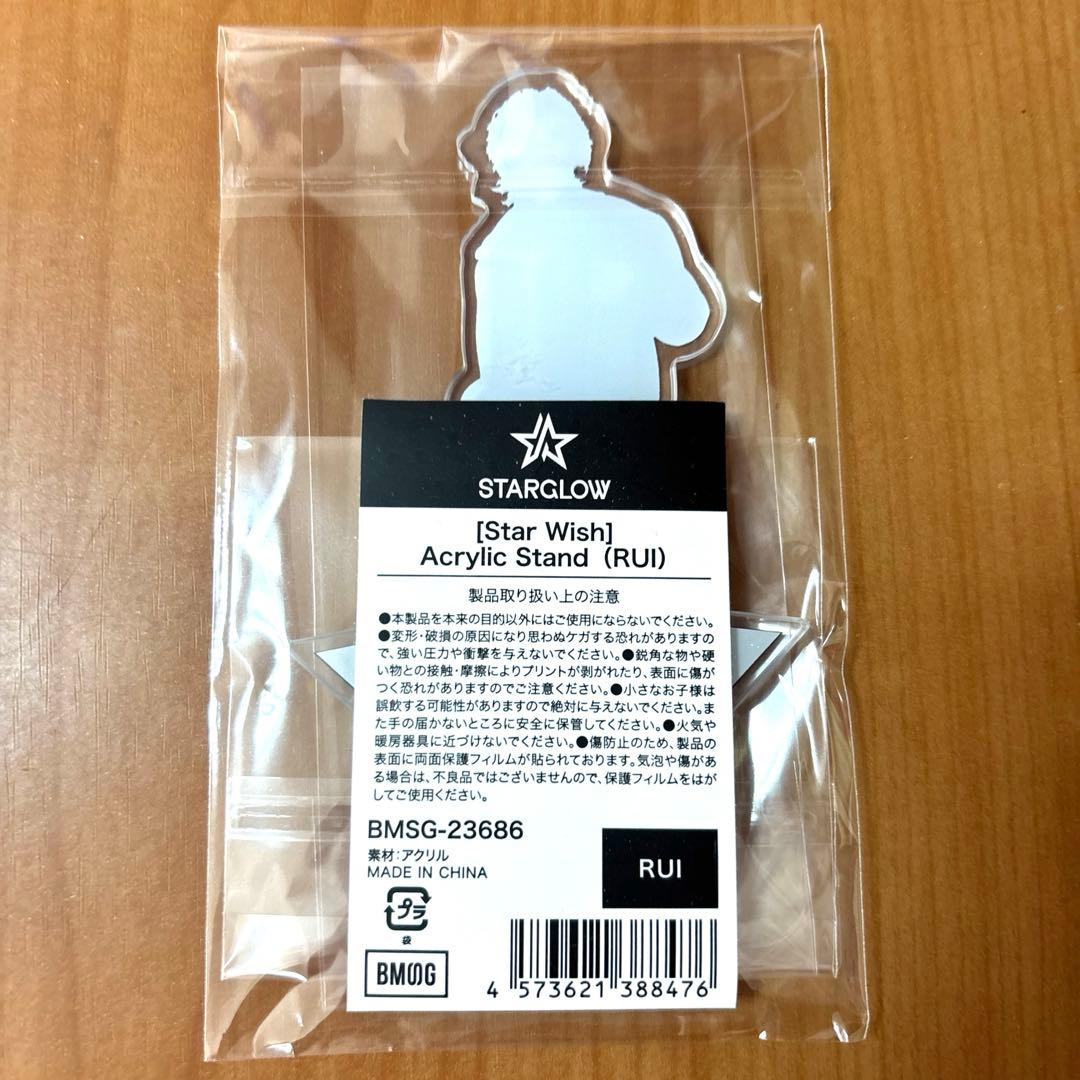 STARGLOW
[Star Wish]
Acrylic Stand（RUI）
製品取り扱い上の注意
●本製品を本来の目的以外にはご使用にならないでください。
●変形・破損の原因になり思わぬケガする恐れがありますの
で、強い圧力や衝撃を与えないでください。●鋭角な物や硬
い物との接触・摩擦によりプリントが剥がれたり、表面に傷が
つく恐れがありますのでご注意ください。●小さなお子様は
誤飲する可能性がありますので絶対に与えないでください。ま
た手の届かないところに安全に保管してください。●火気や
暖房器具に近づけないでください。●傷防止のため、製品の
表面に両面保護フィルムが貼られております。気泡や傷があ
る場合は、不良品ではございませんので、保護フィルムをはが
してご使用ください。
BMSG-23686
素材：アクリル
MADE IN CHINA
RUI
プラ
袋
BMSG
4 573621 388476